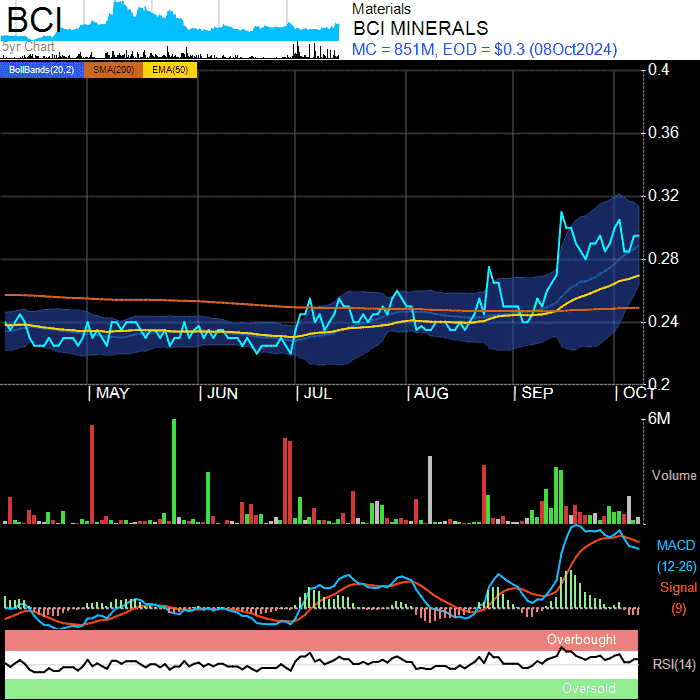 BCI
5yr Chart
Materials
BCI MINERALS
MC = 851M, EOD = $0.3 (08Oct2024)
BollBands(20,2) SMA(200) EMA(50)
0.4
0.36
0.32
0.28
0.24
0.2
MAY JUN JUL AUG SEP OCT
6M
Volume
MACD
(12-26)
Signal
(9)
Overbought
RSI(14)
Oversold